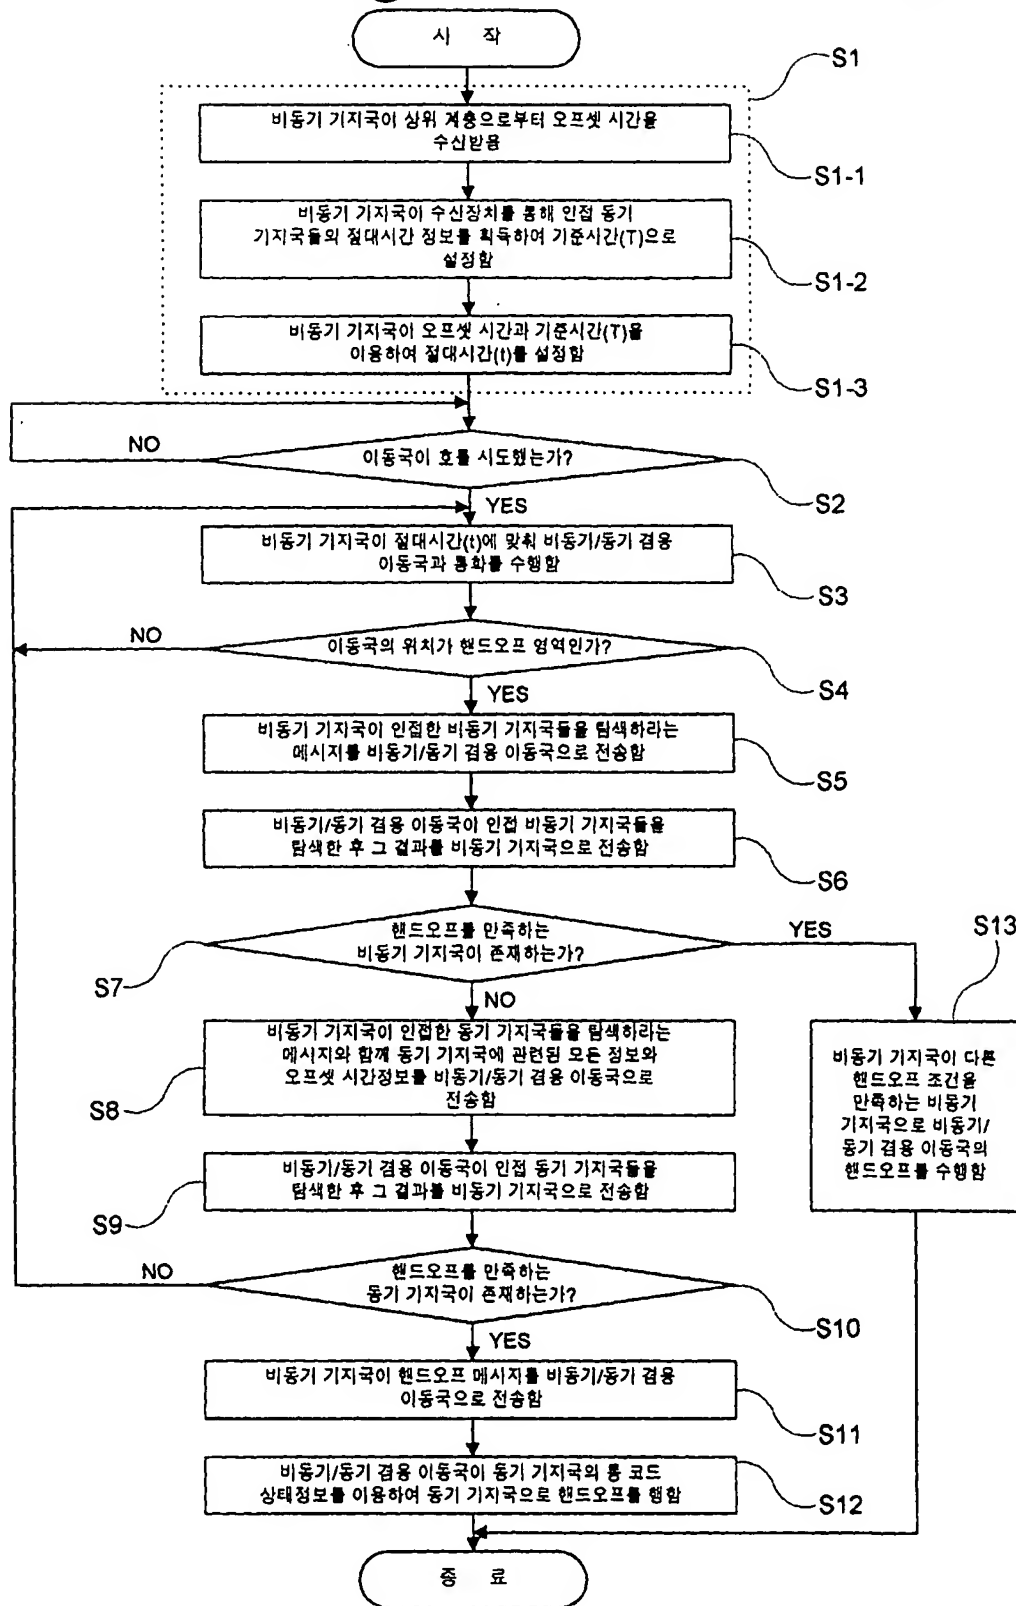 시 작
S1
비동기 기지국이 상위 계층으로부터 오프셋 시간을
수신받음
S1-1
비동기 기지국이 수신장치를 통해 인접 동기
기지국들의 절대시간 정보를 획득하여 기준시간(T)으로
설정함
S1-2
비동기 기지국이 오프셋 시간과 기준시간(T)을
이용하여 절대시간(t)를 설정함
S1-3
NO
이동국이 호를 시도했는가?
S2
YES
비동기 기지국이 절대시간(t)에 맞춰 비동기/동기 겸용
이동국과 통화를 수행함
S3
NO
이동국의 위치가 핸드오프 영역인가?
S4
YES
비동기 기지국이 인접한 비동기 기지국들을 탐색하라는
메시지를 비동기/동기 겸용 이동국으로 전송함
S5
비동기/동기 겸용 이동국이 인접 비동기 기지국들을
탐색한 후 그 결과를 비동기 기지국으로 전송함
S6
핸드오프를 만족하는
비동기 기지국이 존재하는가?
YES
S13
S7
NO
비동기 기지국이 인접한 동기 기지국들을 탐색하라는
메시지와 함께 동기 기지국에 관련된 모든 정보와
오프셋 시간정보를 비동기/동기 겸용 이동국으로
전송함
S8
비동기 기지국이 다른
핸드오프 조건을
만족하는 비동기
기지국으로 비동기/
동기 겸용 이동국의
핸드오프를 수행함
비동기/동기 겸용 이동국이 인접 동기 기지국들을
탐색한 후 그 결과를 비동기 기지국으로 전송함
S9
NO
핸드오프를 만족하는
동기 기지국이 존재하는가?
S10
YES
비동기 기지국이 핸드오프 메시지를 비동기/동기 겸용
이동국으로 전송함
S11
비동기/동기 겸용 이동국이 동기 기지국의 롱 코드
상태정보를 이용하여 동기 기지국으로 핸드오프를 행함
S12
종 료